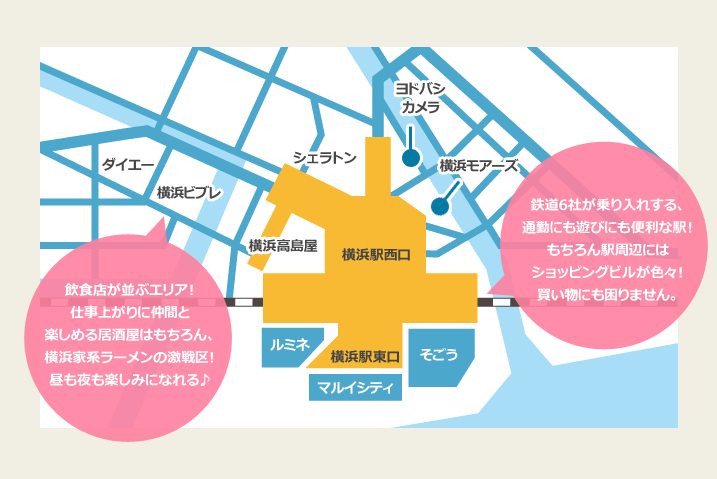 ヨドバシ
カメラ
シェラトン
横浜モアーズ
ダイエー
横浜ビブレ
鉄道6社が乗り入れする、
通勤にも遊びにも便利な駅!
もちろん駅周辺には
ショッピングビルが色々!
買い物にも困りません。
横浜高島屋
横浜駅西口
飲食店が並ぶエリア!
仕事上がりに仲間と
楽しめる居酒屋はもちろん、
横浜家系ラーメンの激戦区!
昼も夜も楽しみになれる♪
ルミネ
横浜駅東口
そごう
マルイシティ